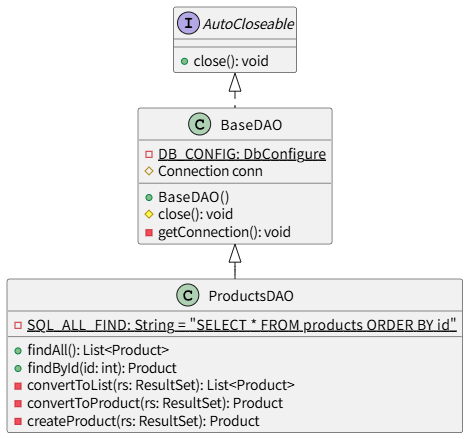 I AutoCloseable
close(): void
C BaseDAO
DB_CONFIG: DbConfigure
Connection conn
BaseDAO()
close(): void
getConnection(): void
C ProductsDAO
SQL_ALL_FIND: String = "SELECT * FROM products ORDER BY id"
findAll(): List<Product>
findById(id: int): Product
convertToList(rs: ResultSet): List<Product>
convertToProduct(rs: ResultSet): Product
createProduct(rs: ResultSet): Product